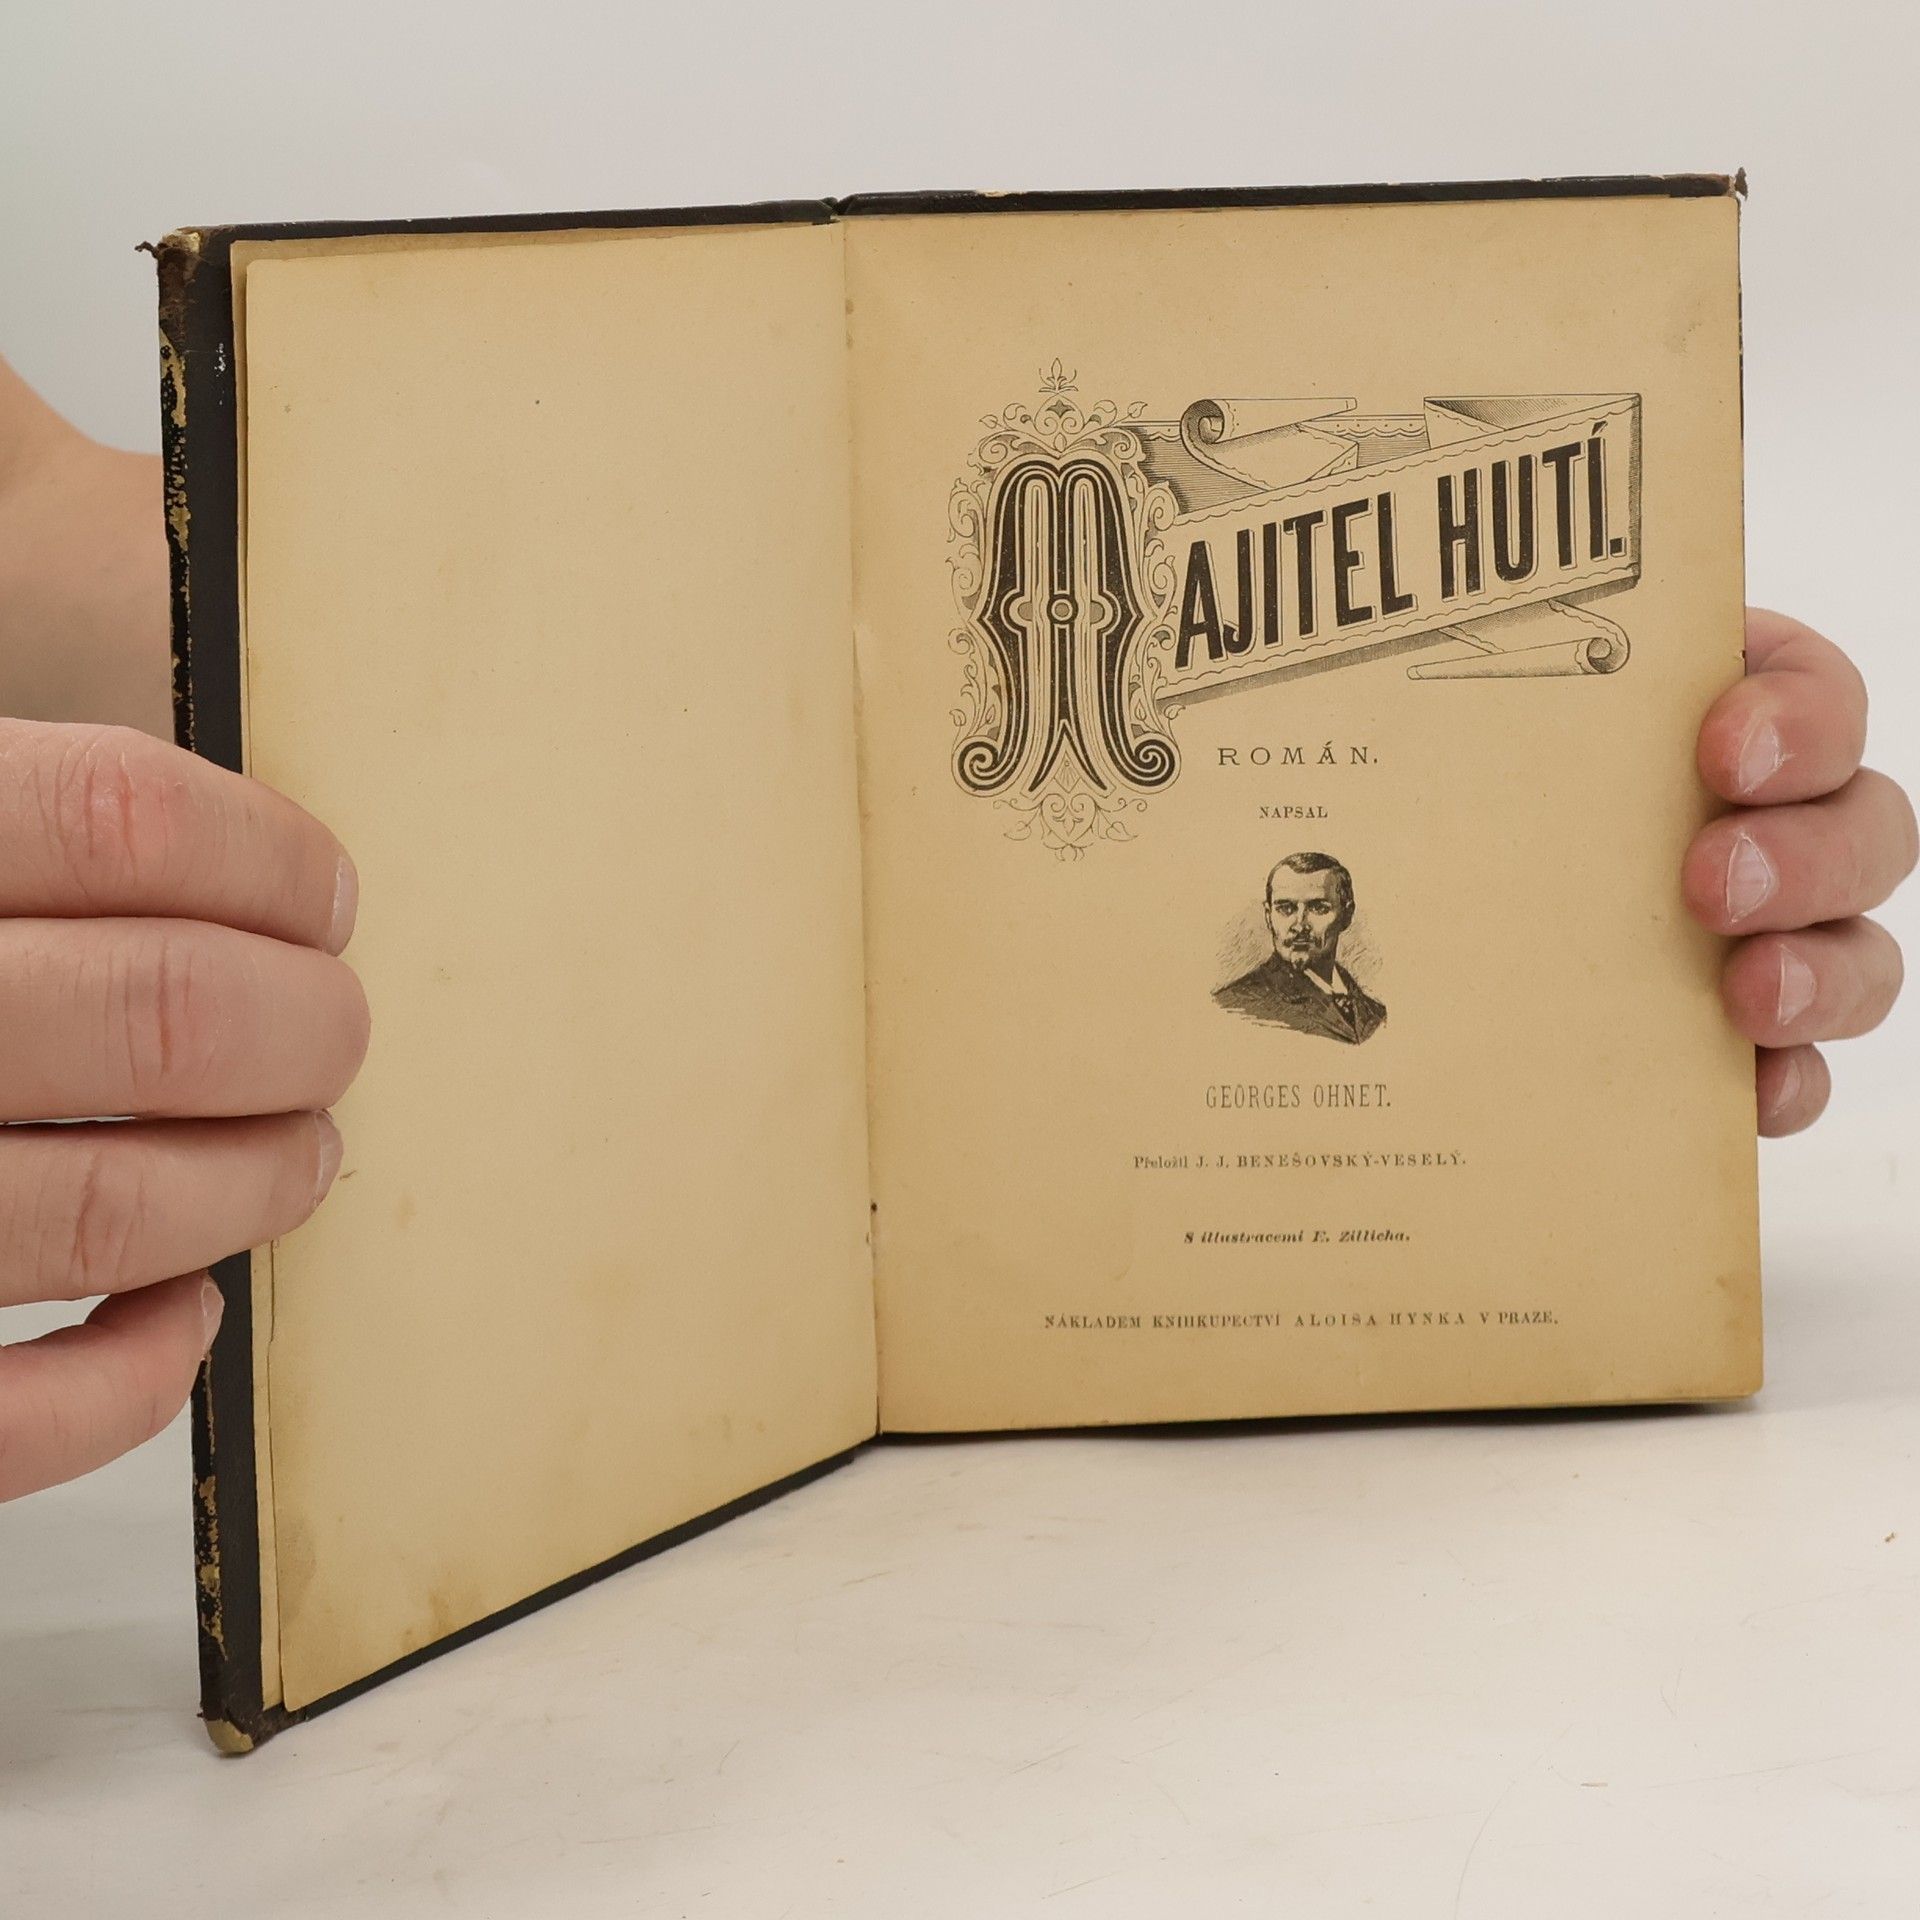 MAJITEL HUTÍ.
ROMÁN.
NAPSAL
GEORGES OHNET.
Přeložil J. J. BENEŠOVSKÝ-VESELÝ.
S illustracemi E. Zillicha.
NÁKLADEM KNIHKUPECTVÍ ALOISA HYNKA V PRAZE.